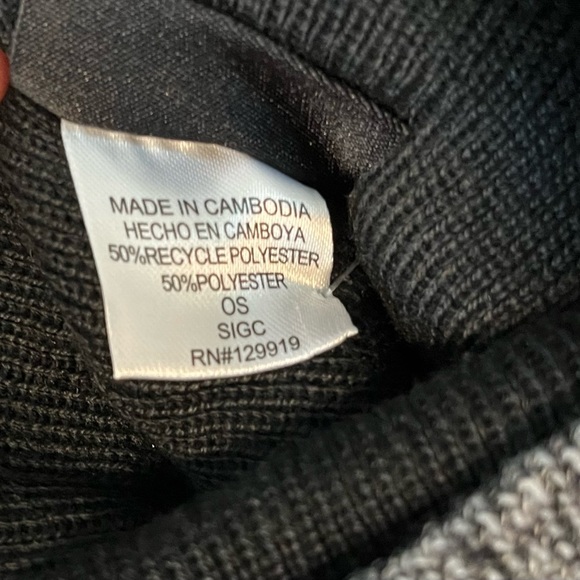 MADE IN CAMBODIA
HECHO EN CAMBOYA
50%RECYCLE POLYESTER
50%POLYESTER
OS
SIGC
RN#129919